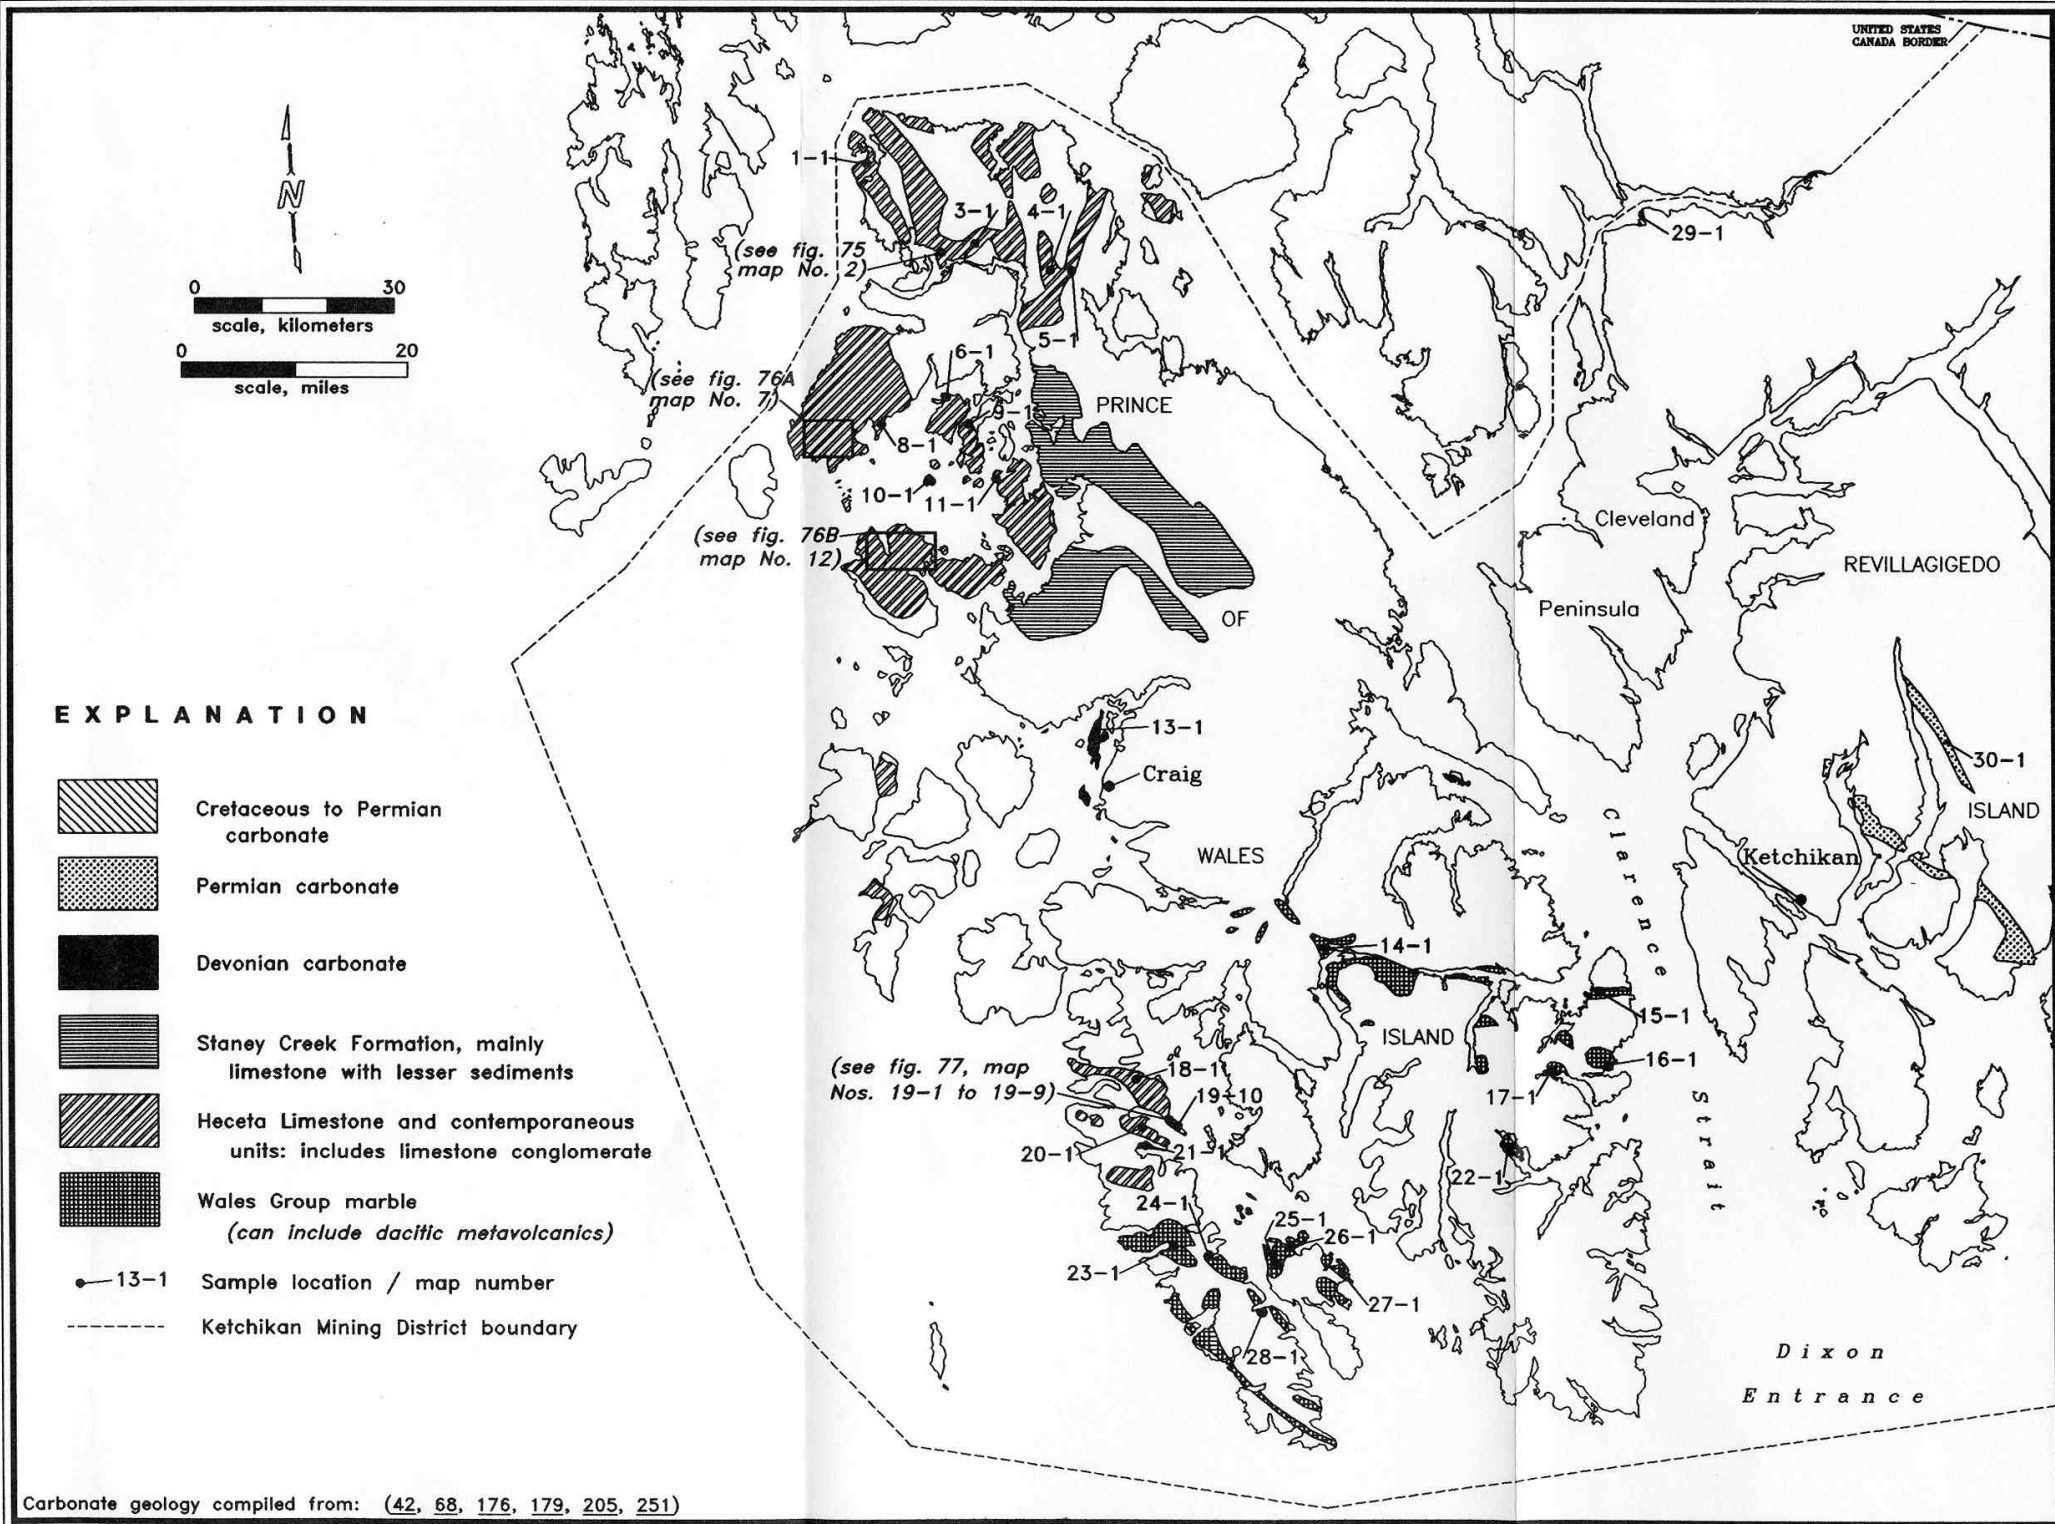 UNITED STATES
CANADA BORDER
N
1-1
3-1
4-1
29-1
(see fig. 75
map No. 2)
0 30
scale, kilometers
0 20
scale, miles
5-1
6-1
(see fig. 76A
map No. 7)
PRINCE
9-1
8-1
10-1
11-1
Cleveland
(see fig. 76B
map No. 12)
REVILLAGIGEDO
Peninsula
OF
EXPLANATION
13-1
30-1
Craig
ISLAND
Cretaceous to Permian
carbonate
Clarence
WALES
Ketchikan
Permian carbonate
14-1
Devonian carbonate
15-1
ISLAND
Staney Creek Formation, mainly
limestone with lesser sediments
(see fig. 77, map
Nos. 19-1 to 19-9)
18-1
16-1
19-10
17-1
Strait
Heceta Limestone and contemporaneous
units: includes limestone conglomerate
20-1
21-1
22-1
Wales Group marble
(can include dacitic metavolcanics)
24-1
25-1
26-1
23-1
13-1 Sample location / map number
27-1
Ketchikan Mining District boundary
28-1
Dixon
Entrance
Carbonate geology compiled from: (42, 68, 176, 179, 205, 251)